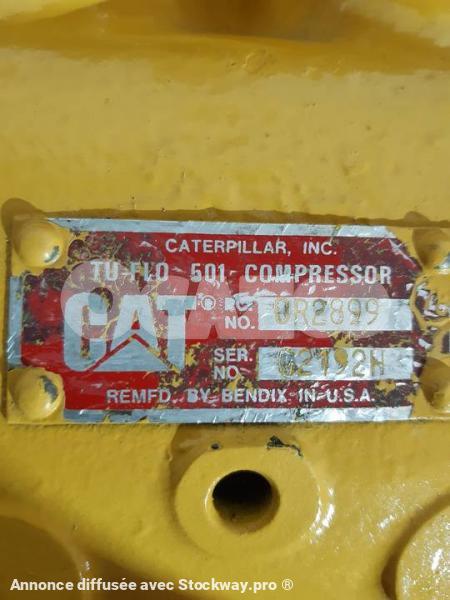 CATERPILLAR, INC.
TU-FLO 501 COMPRESSOR
CAT
NO. 0R2899
SER.
NO.
REMFD. BY BENDIX IN U.S.A.
Annonce diffusée avec Stockway.pro ®